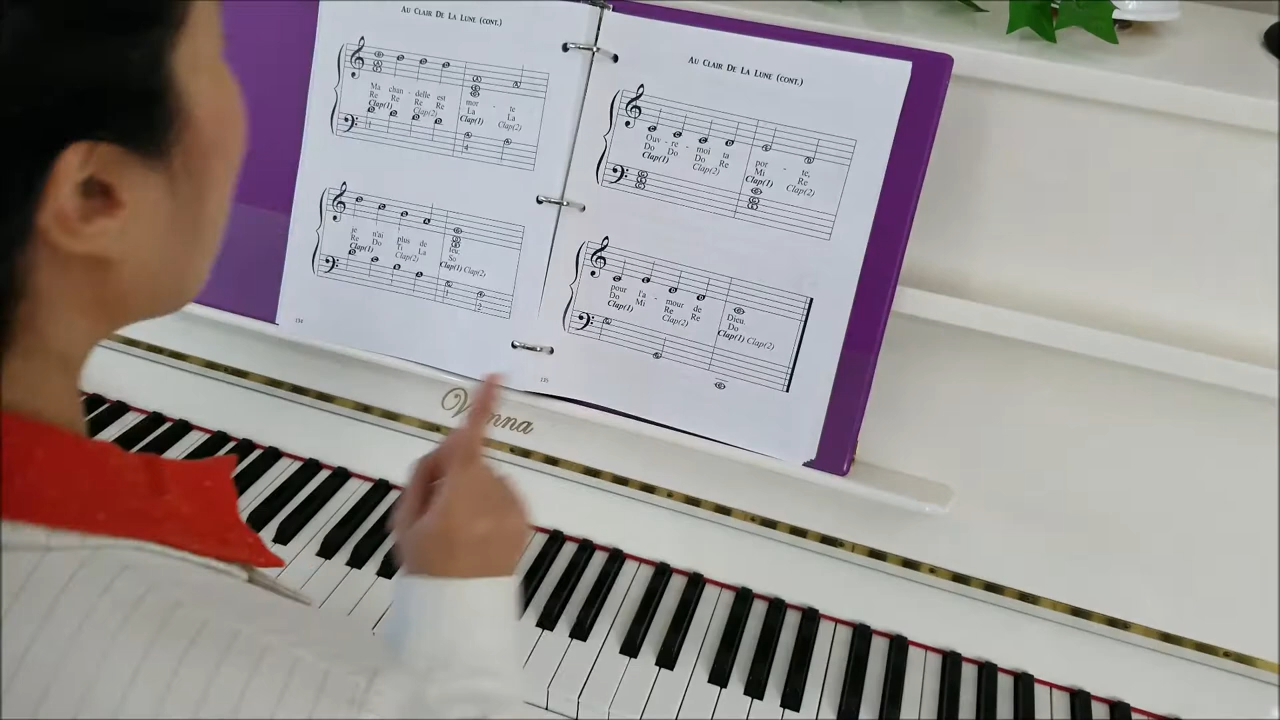 AU CLAIR DE LA LUNE (CONT.)
Ma chan - delle est mor - te
Re Re Re Re La La
Clap(1) Clap(2) Clap(1) Clap(2)
je n'ai plus de feu.
Re Do Ti La So
Clap(1) Clap(2) Clap(1) Clap(2)
134
AU CLAIR DE LA LUNE (CONT.)
Ouv - re - moi ta por - te,
Do Do Do Re Mi Re
Clap(1) Clap(2) Clap(1) Clap(2)
pour l'a - mour de Dieu.
Do Mi Re Re Do
Clap(1) Clap(2) Clap(1) Clap(2)
135